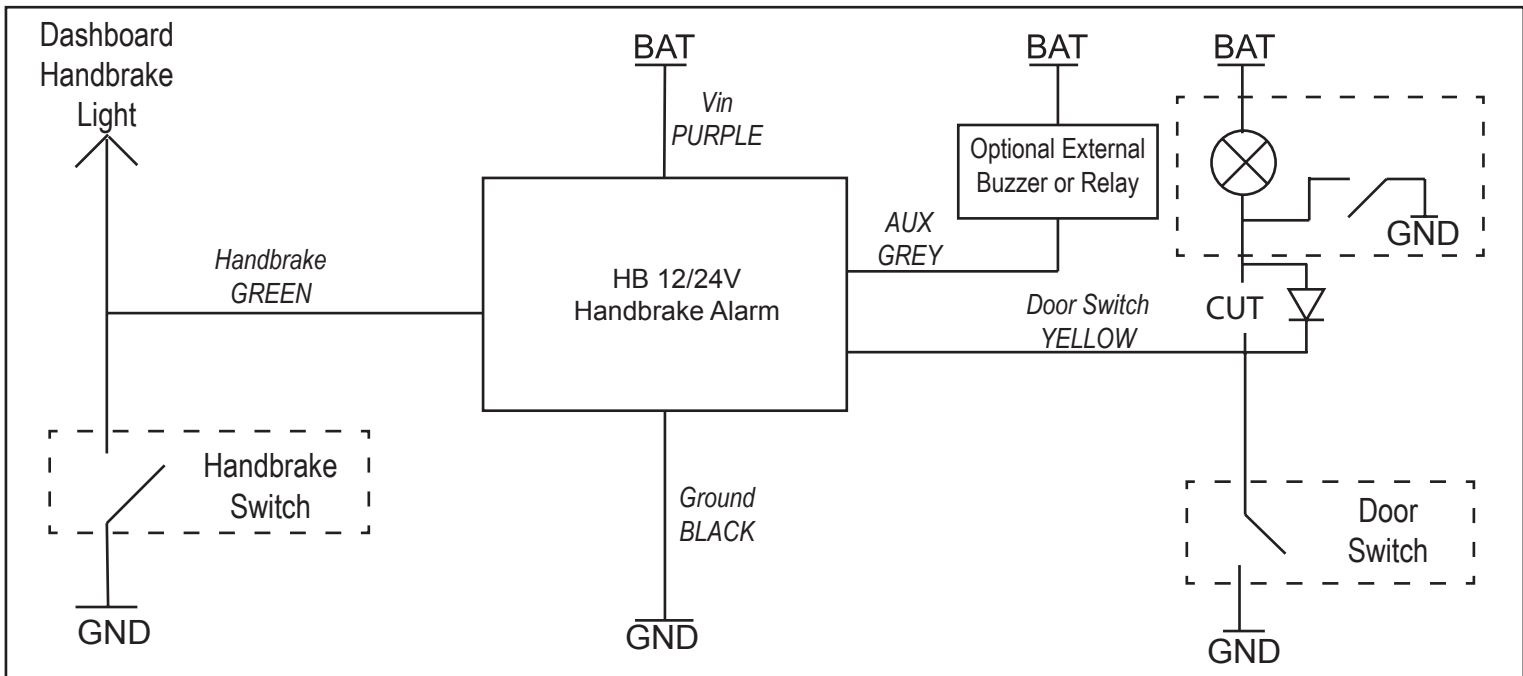 Dashboard
Handbrake
Light
BAT
Vin
PURPLE
BAT
Optional External
Buzzer or Relay
BAT
GND
AUX
GREY
Handbrake
GREEN
HB 12/24V
Handbrake Alarm
Door Switch
YELLOW
CUT
Handbrake
Switch
GND
Ground
BLACK
GND
Door
Switch
GND